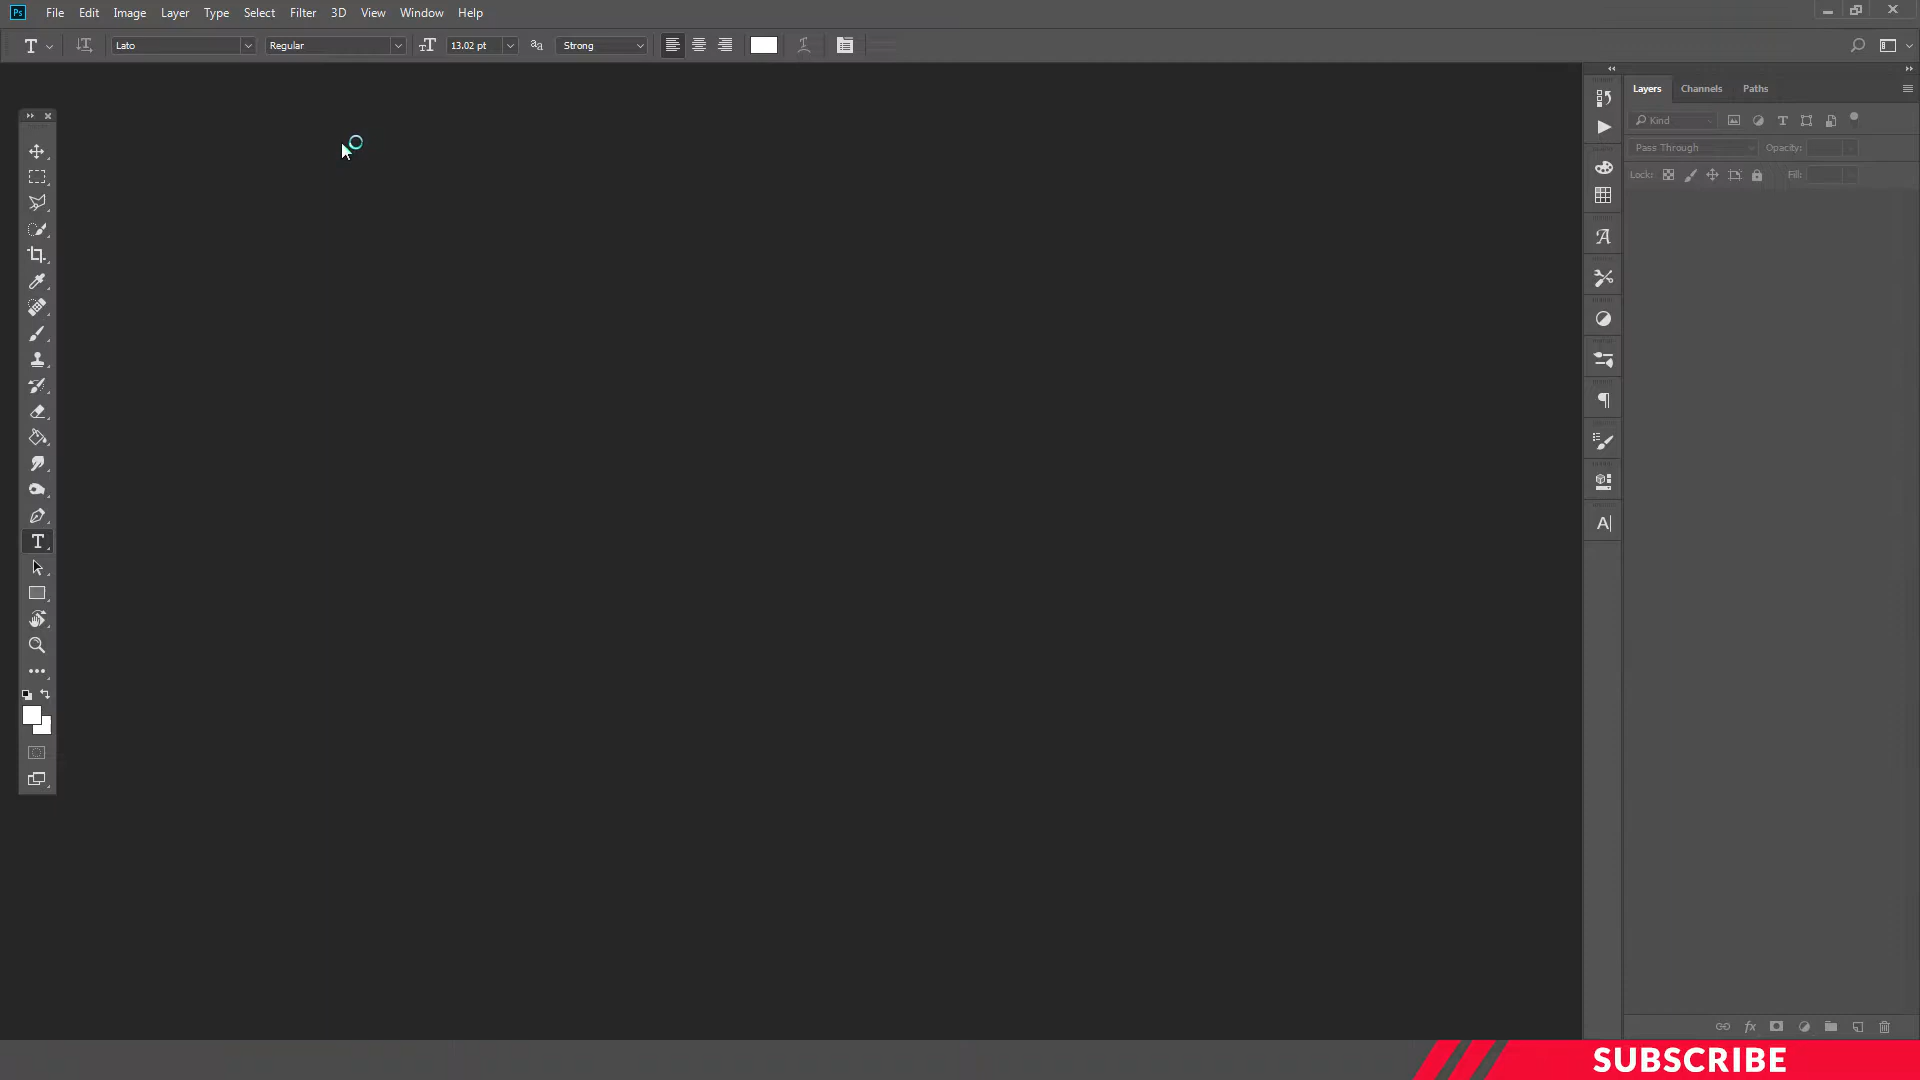 Ps File Edit Image Layer Type Select Filter 3D View Window Help
T Lato Regular 13.02 pt Strong
Layers Channels Paths
Kind
Pass Through Opacity:
Lock: Fill:
SUBSCRIBE